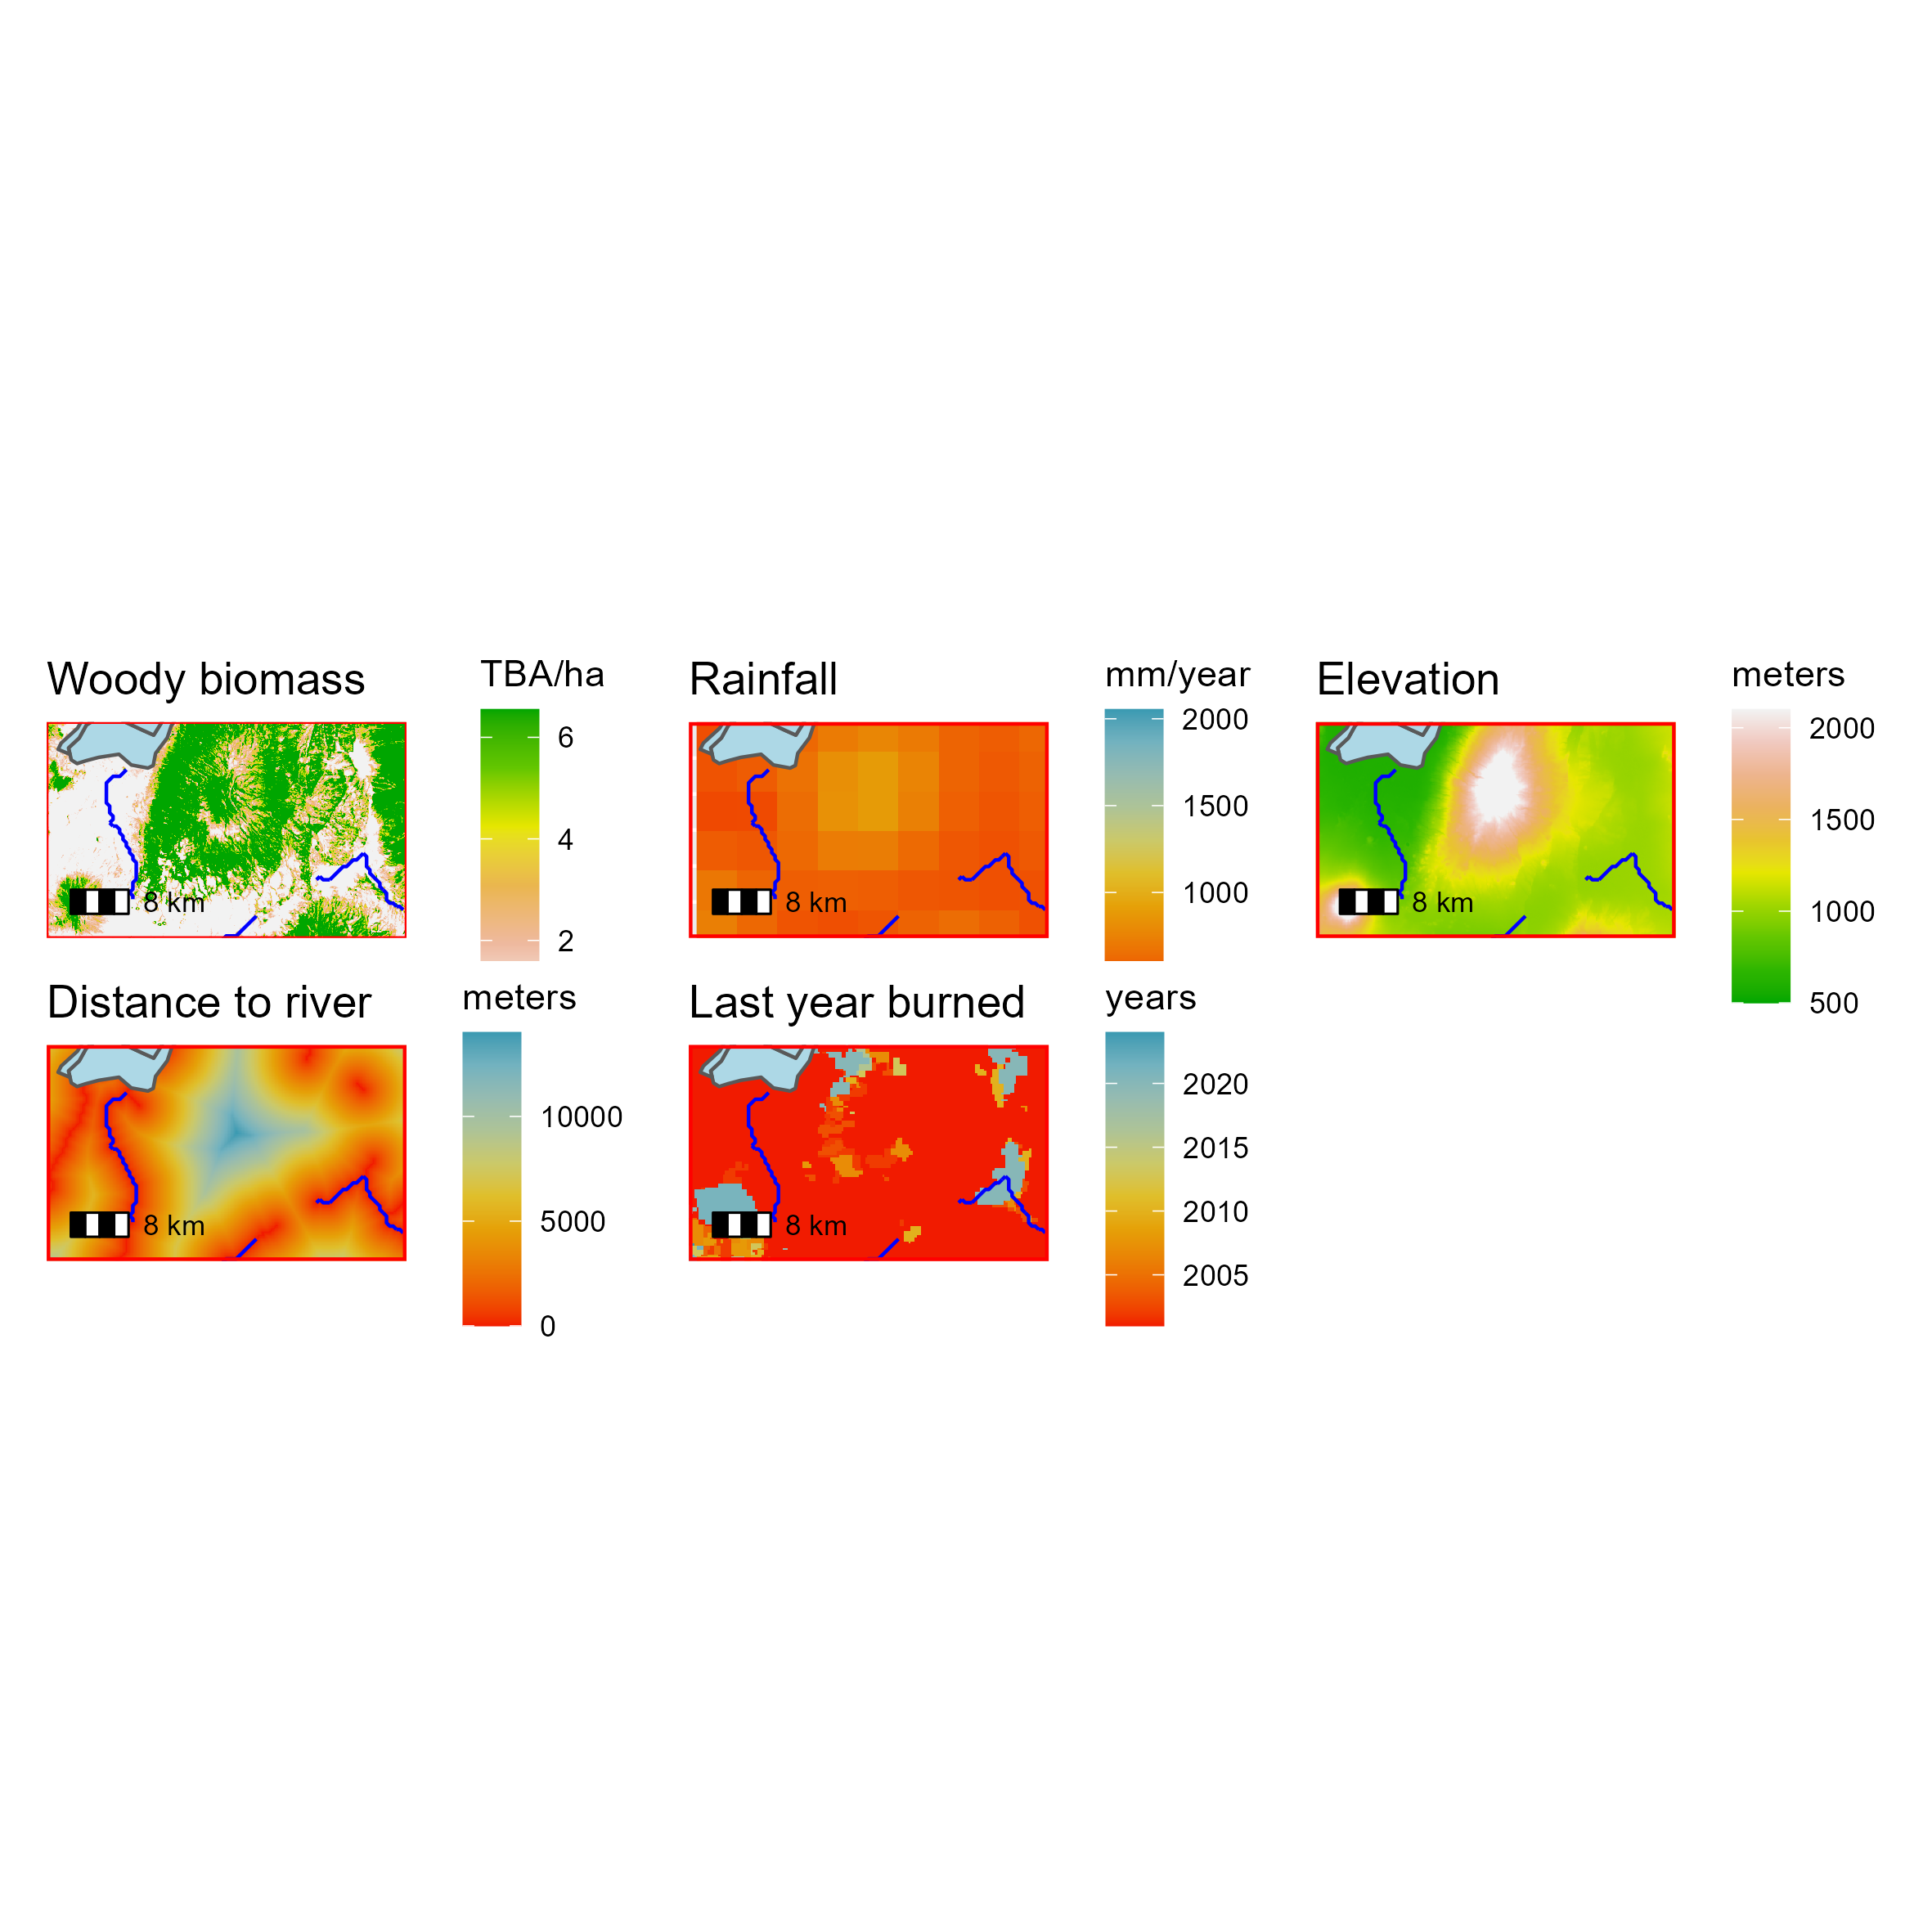 Woody biomass
TBA/ha
6
4
2
8 km
Rainfall
mm/year
2000
1500
1000
8 km
Elevation
meters
2000
1500
1000
500
8 km
Distance to river
meters
10000
5000
0
8 km
Last year burned
years
2020
2015
2010
2005
8 km